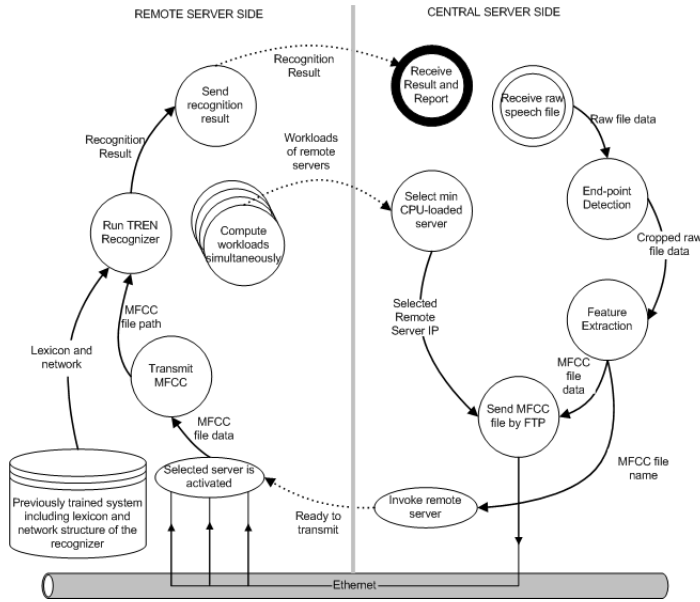 REMOTE SERVER SIDE
CENTRAL SERVER SIDE
Recognition
Result
Send
recognition
result
Receive
Result and
Report
Receive raw
speech file
Raw file data
Recognition
Result
Workloads
of remote
servers
Run TREN
Recognizer
Compute
workloads
simultaneously
Select min
CPU-loaded
server
End-point
Detection
Cropped raw
file data
MFCC
file path
Selected
Remote
Server IP
Feature
Extraction
Lexicon and
network
Transmit
MFCC
MFCC
file
data
Send MFCC
file by FTP
MFCC
file data
MFCC file
name
Selected server is
activated
Previously trained system
including lexicon and
network structure of the
recognizer
Ready to
transmit
Invoke remote
server
Ethernet